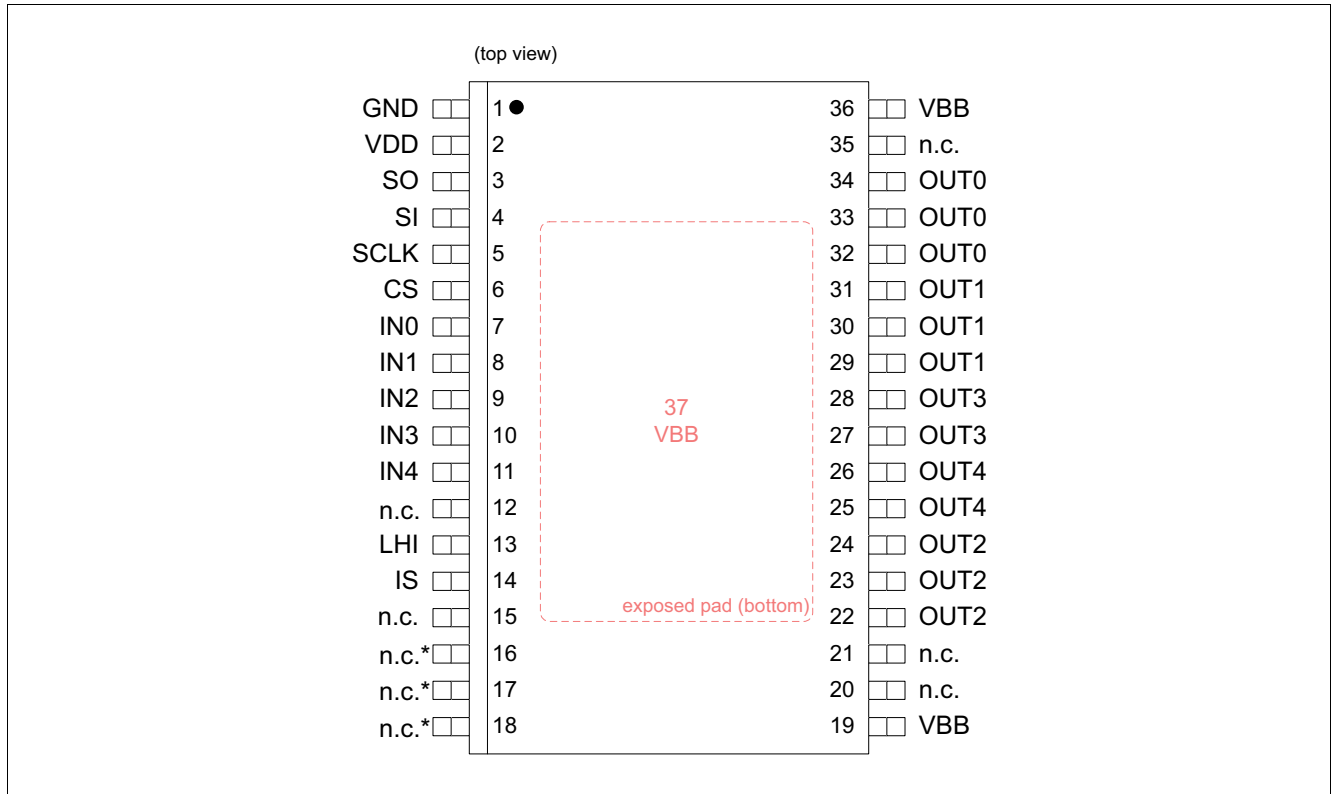 (top view)
GND 1 36 VBB
VDD 2 35 n.c.
SO 3 34 OUT0
SI 4 33 OUT0
SCLK 5 32 OUT0
CS 6 31 OUT1
IN0 7 30 OUT1
IN1 8 29 OUT1
IN2 9 28 OUT3
37
IN3 10 27 OUT3
VBB
IN4 11 26 OUT4
n.c. 12 25 OUT4
LHI 13 24 OUT2
IS 14 23 OUT2
exposed pad (bottom)
n.c. 15 22 OUT2
n.c.* 16 21 n.c.
n.c.* 17 20 n.c.
n.c.* 18 19 VBB